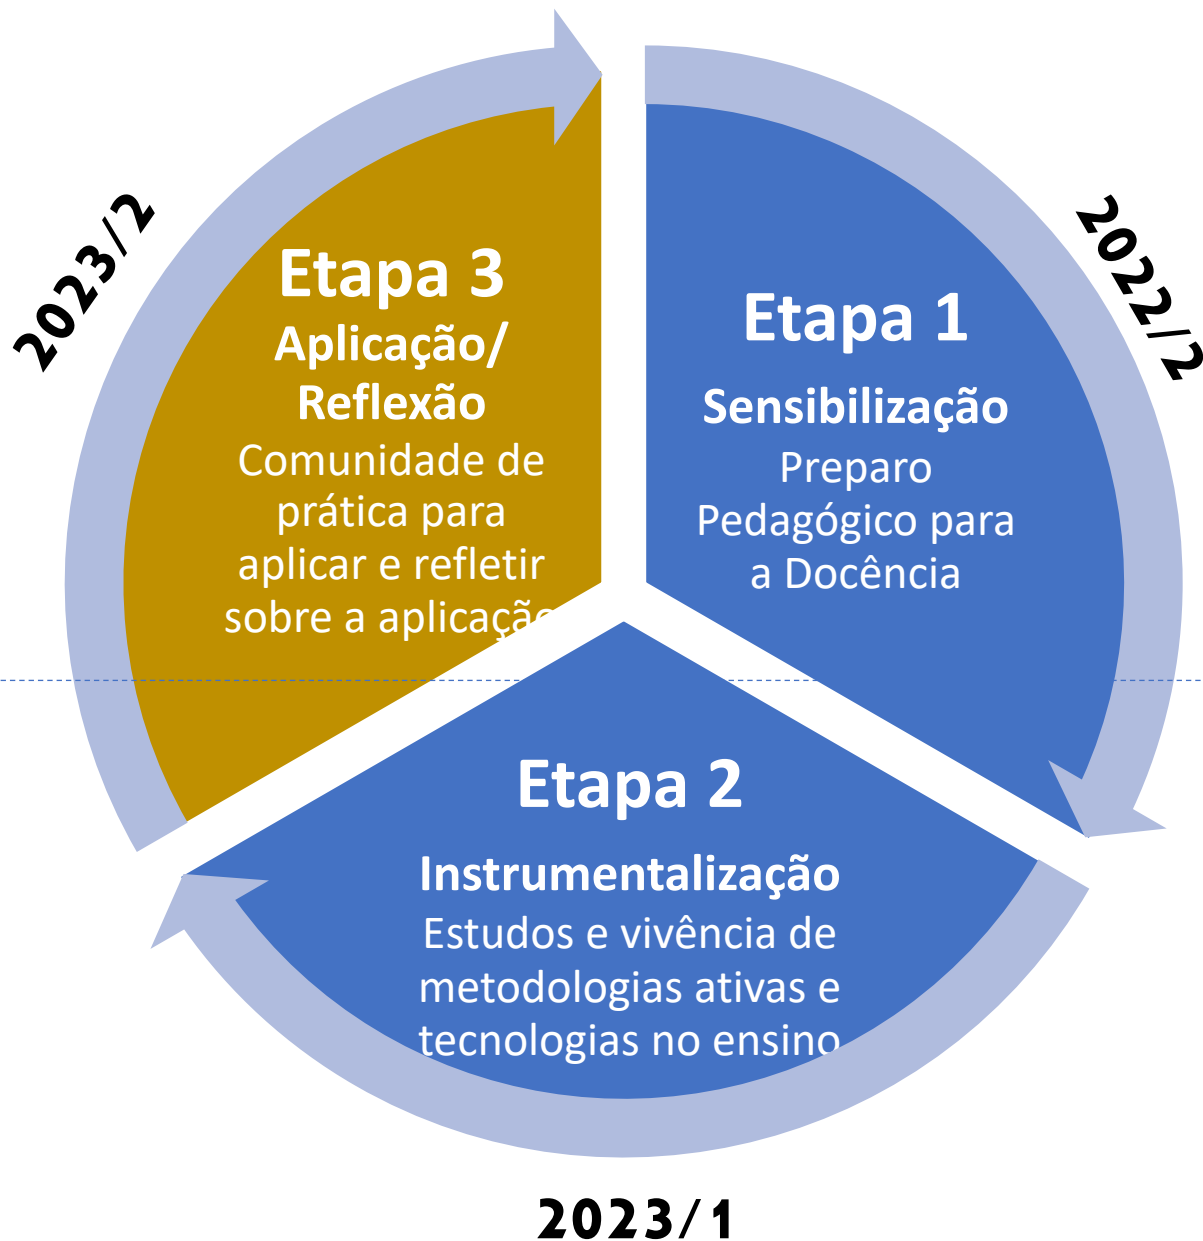 Etapa 1
Sensibilização
Preparo
Pedagógico para
a Docência
2022/2
Etapa 2
Instrumentalização
Estudos e vivência de
metodologias ativas e
tecnologias no ensino
2023/1
Etapa 3
Aplicação/
Reflexão
Comunidade de
prática para
aplicar e refletir
sobre a aplicação
2023/2